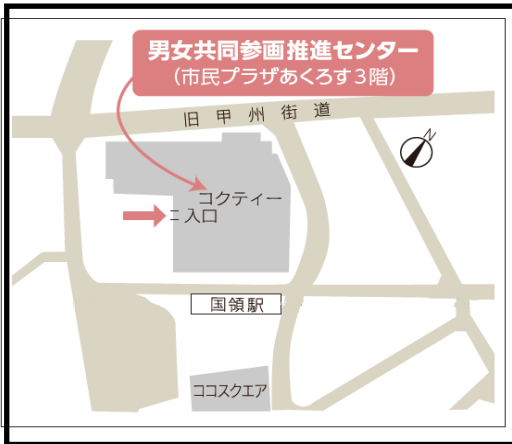 男女共同参画推進センター
（市民プラザあくろす3階）
旧甲州街道
N
コクティー
入口
国領駅
ココスクエア